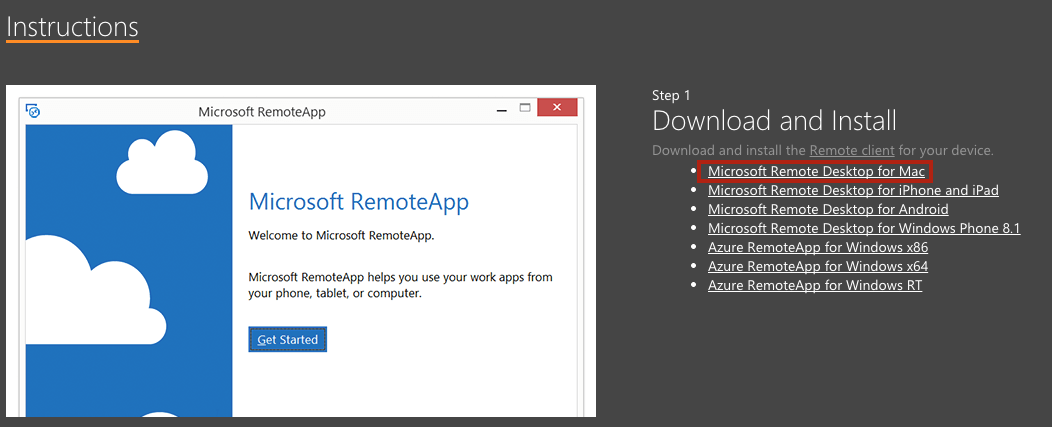 Instructions
Microsoft RemoteApp
Microsoft RemoteApp
Welcome to Microsoft RemoteApp.
Microsoft RemoteApp helps you use your work apps from
your phone, tablet, or computer.
Get Started
Step 1
Download and Install
Download and install the Remote client for your device.
• Microsoft Remote Desktop for Mac
• Microsoft Remote Desktop for iPhone and iPad
• Microsoft Remote Desktop for Android
• Microsoft Remote Desktop for Windows Phone 8.1
• Azure RemoteApp for Windows x86
• Azure RemoteApp for Windows x64
• Azure RemoteApp for Windows RT